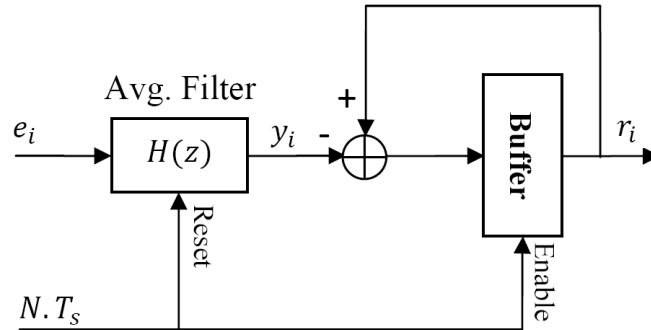 Avg. Filter
e_i
H(z)
y_i
-
+
Buffer
r_i
Reset
Enable
N.T_s